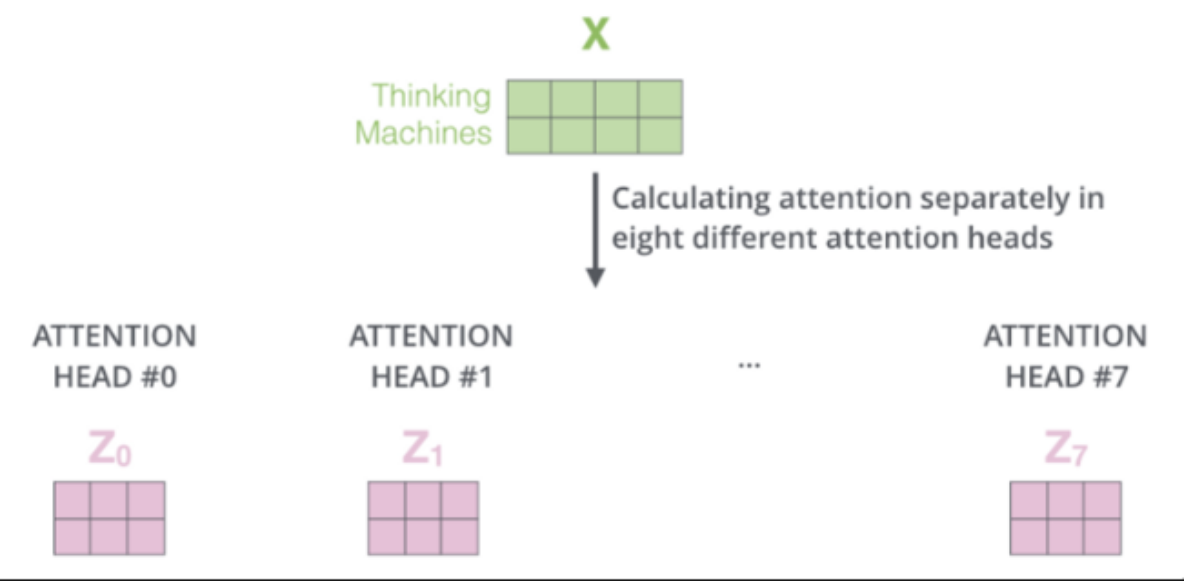 X
Thinking
Machines
Calculating attention separately in
eight different attention heads
ATTENTION
HEAD #0
ATTENTION
HEAD #1
...
ATTENTION
HEAD #7
Z0
Z1
Z7